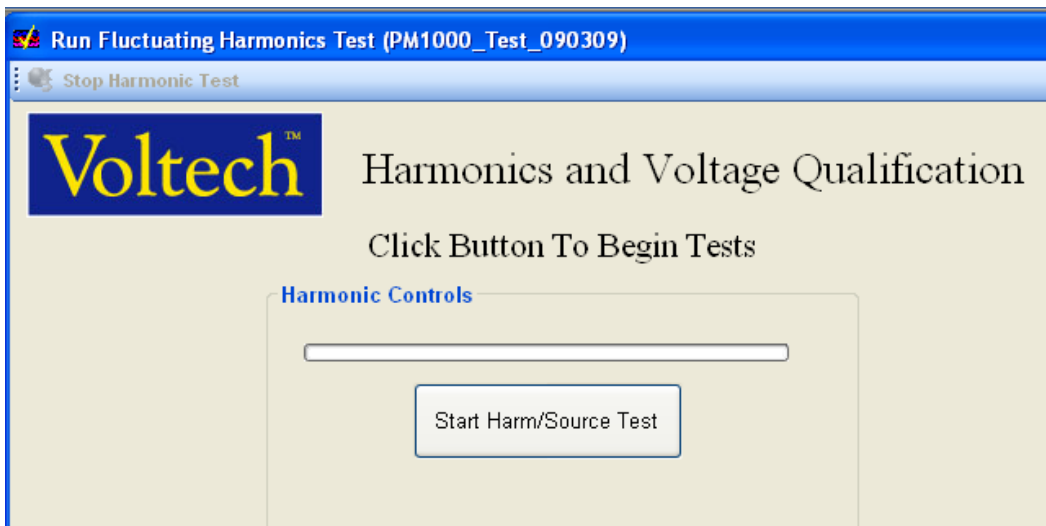 Run Fluctuating Harmonics Test (PM1000_Test_090309)
Stop Harmonic Test
Voltech™
Harmonics and Voltage Qualification
Click Button To Begin Tests
Harmonic Controls
Start Harm/Source Test